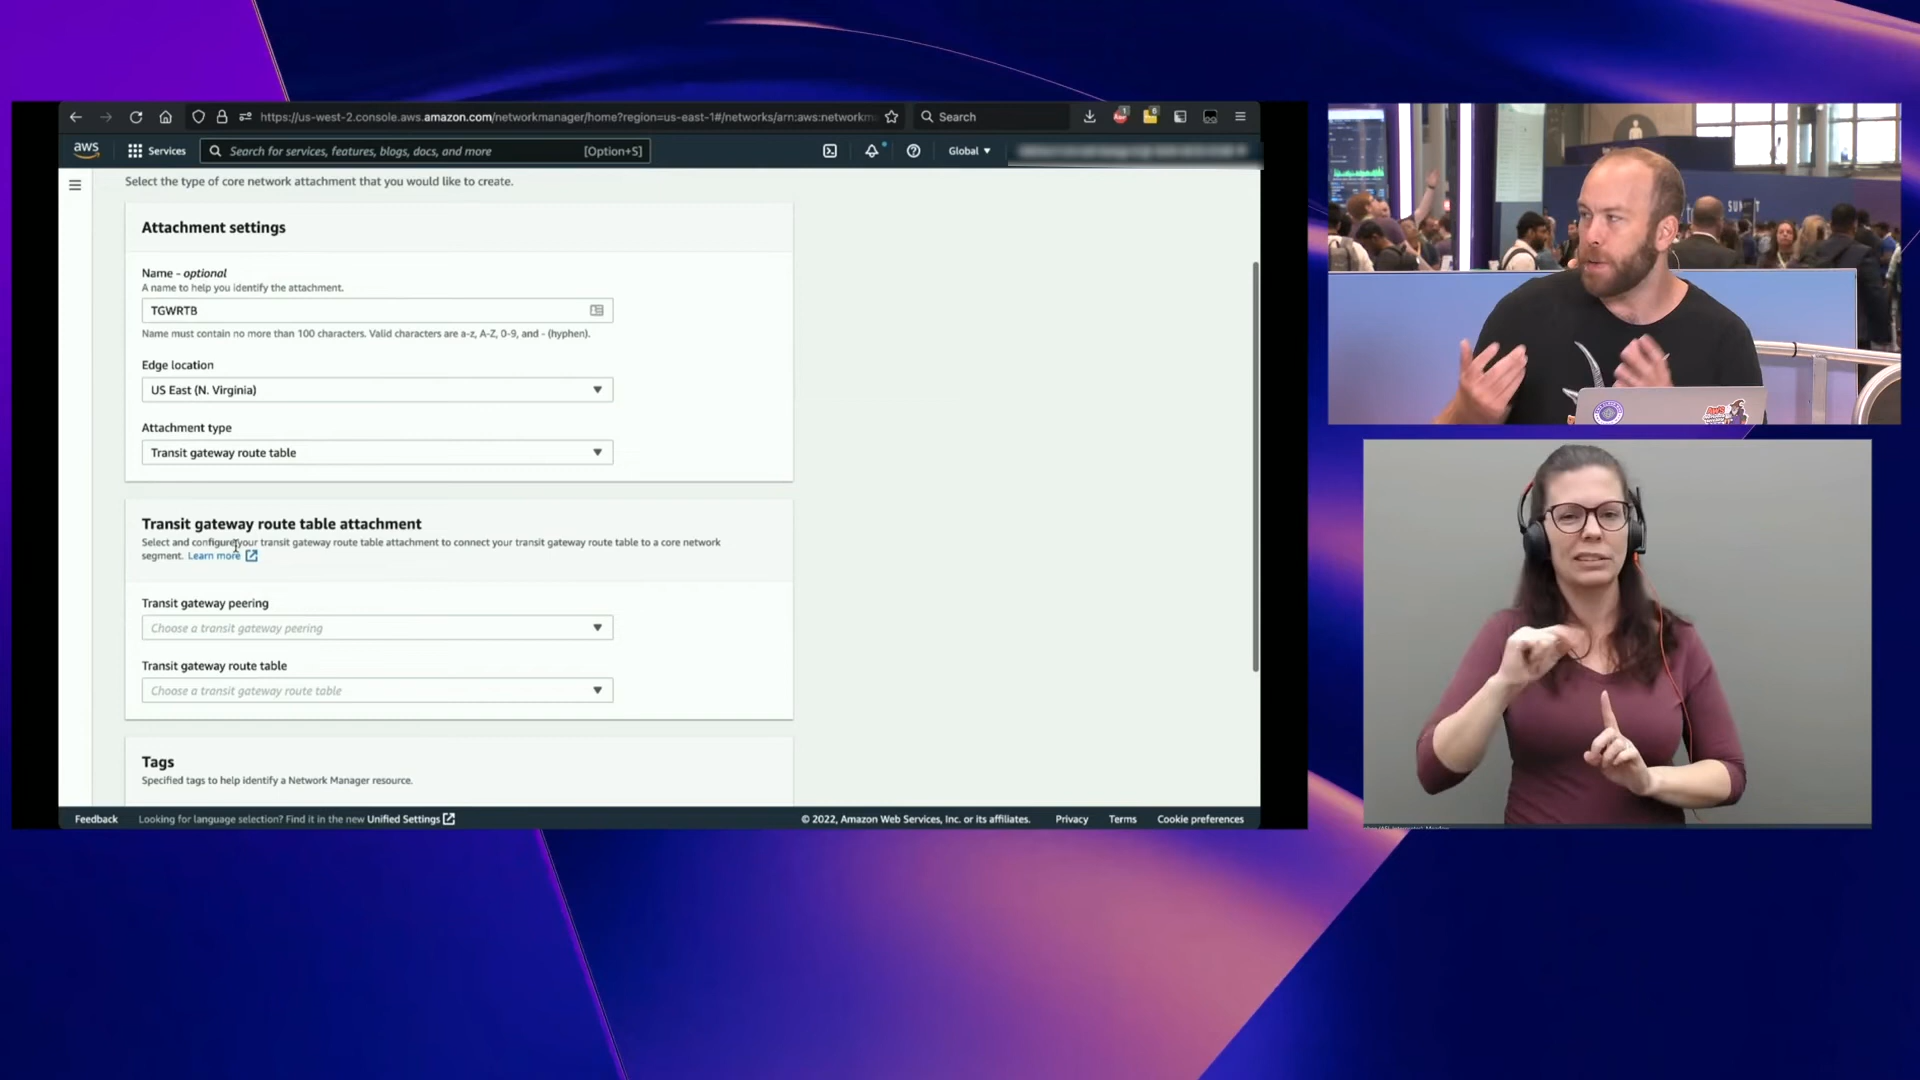 https://us-west-2.console.aws.amazon.com/networkmanager/home?region=us-east-1#/networks/arn:aws:networkm
Search
1
6
aws
Services
Search for services, features, blogs, docs, and more
[Option+S]
Global
Select the type of core network attachment that you would like to create.
Attachment settings
Name - optional
A name to help you identify the attachment.
TGWRTB
Name must contain no more than 100 characters. Valid characters are a-z, A-Z, 0-9, and - (hyphen).
Edge location
US East (N. Virginia)
Attachment type
Transit gateway route table
Transit gateway route table attachment
Select and configure your transit gateway route table attachment to connect your transit gateway route table to a core network
segment. Learn more
Transit gateway peering
Choose a transit gateway peering
Transit gateway route table
Choose a transit gateway route table
Tags
Specified tags to help identify a Network Manager resource.
Feedback
Looking for language selection? Find it in the new Unified Settings
© 2022, Amazon Web Services, Inc. or its affiliates.
Privacy
Terms
Cookie preferences